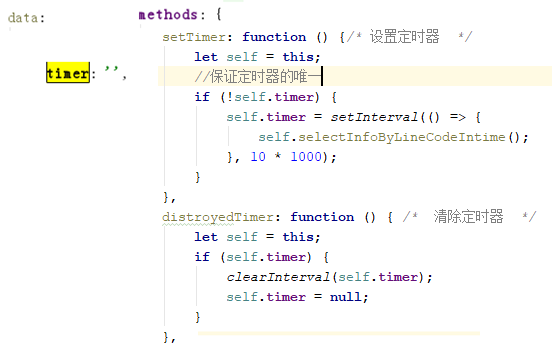 data:
timer: '',
methods: {
setTimer: function () {/* 设置定时器  */
let self = this;
//保证定时器的唯一
if (!self.timer) {
self.timer = setInterval(() => {
self.selectInfoByLineCodeIntime();
}, 10 * 1000);
}
},
distroyedTimer: function () { /*  清除定时器  */
let self = this;
if (self.timer) {
clearInterval(self.timer);
self.timer = null;
}
},